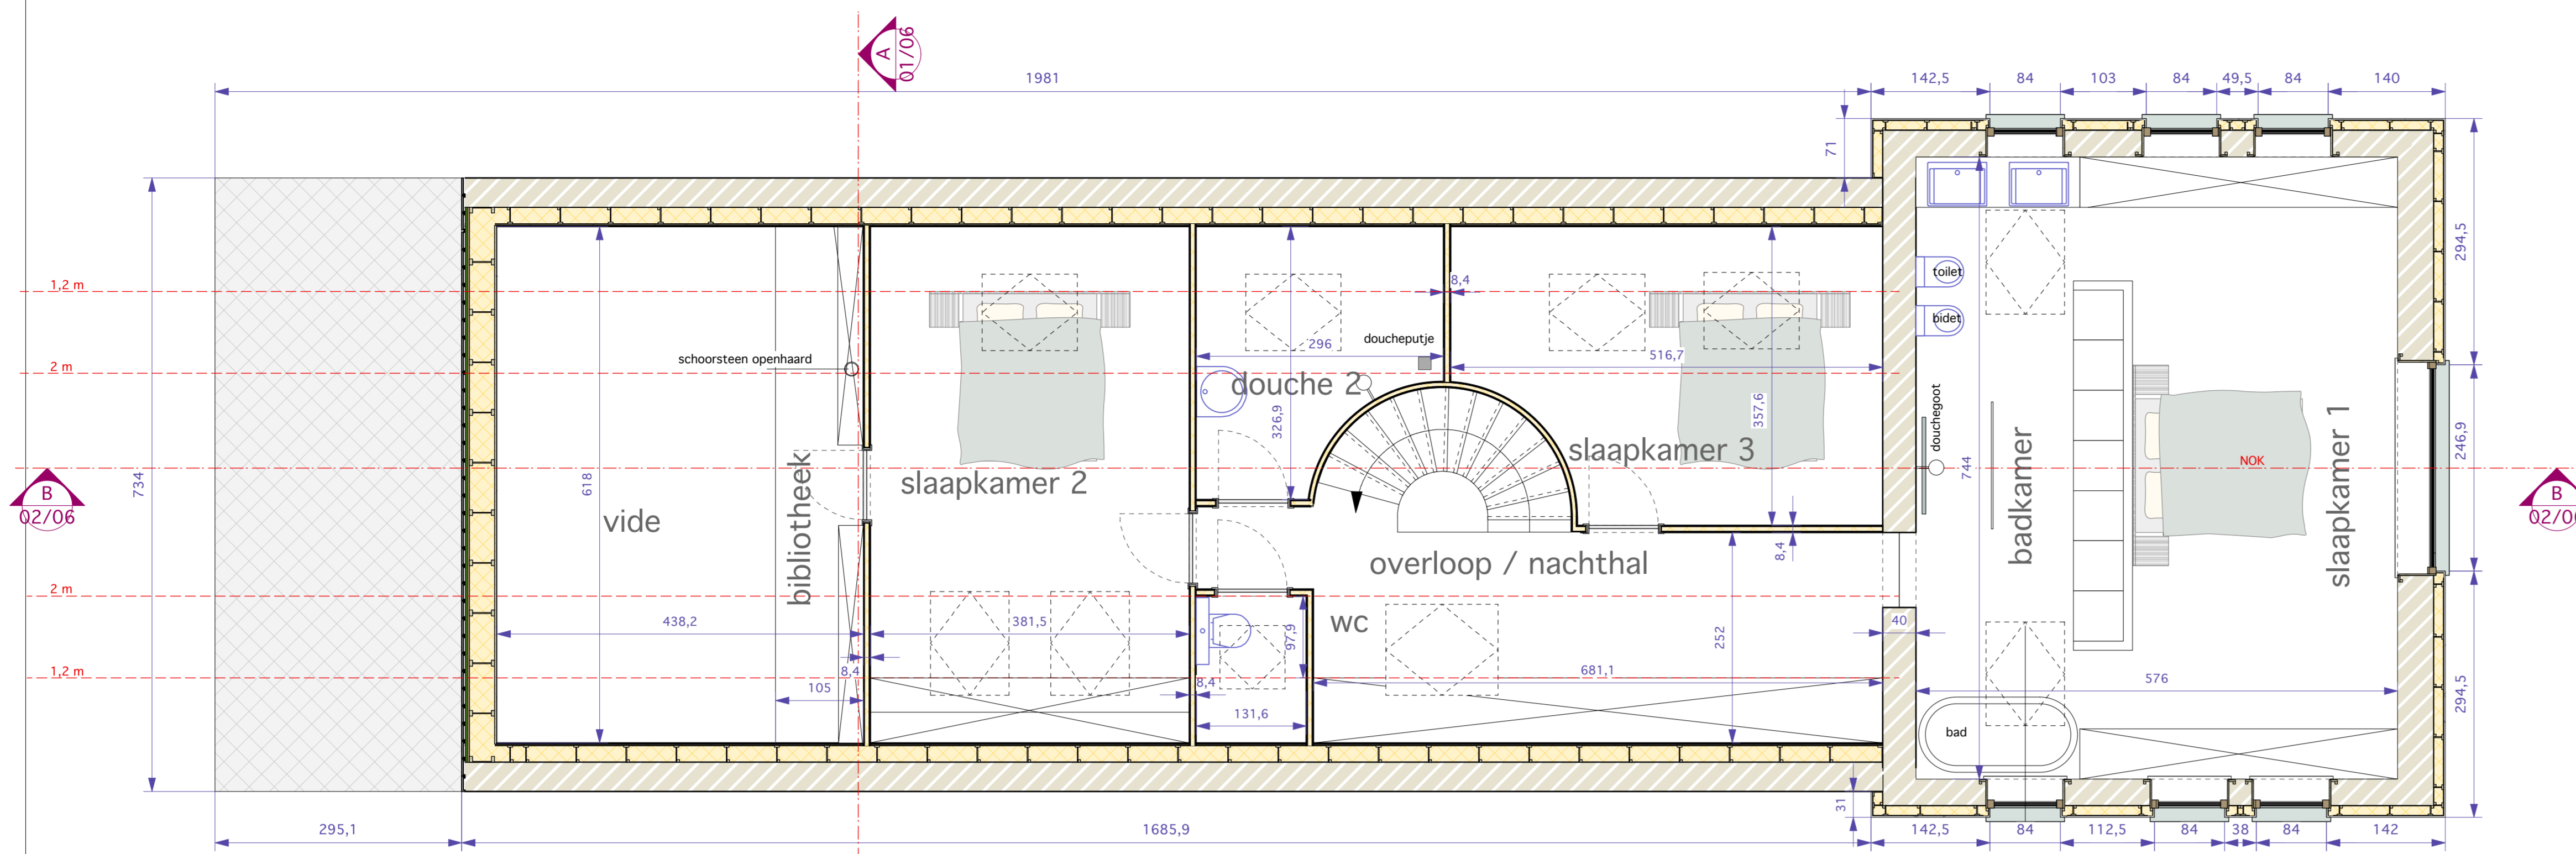 A
01/06
1981
142,5
84
103
84
49,5
84
140
71
294,5
1,2 m
toilet
8,4
bidet
doucheputje
schoorsteen openhaard
296
516,7
2 m
douche 2
douchegoot
326,9
357,6
slaapkamer 3
badkamer
slaapkamer 1
246,9
744
NOK
B
02/06
734
618
slaapkamer 2
bibliotheek
vide
B
overloop / nachthal
8,4
2 m
438,2
381,5
97,9
wc
252
40
1,2 m
8,4
105
8,4
681,1
576
294,5
131,6
bad
31
295,1
1685,9
142,5
84
112,5
84
38
84
142